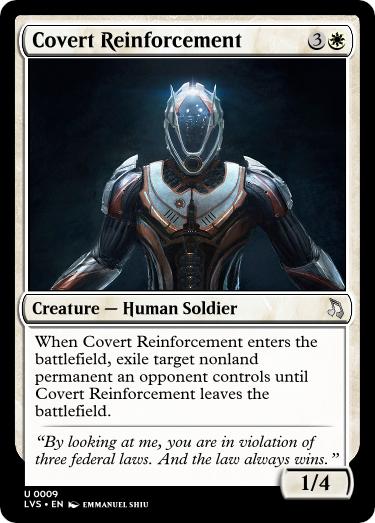 Covert Reinforcement 3
Creature — Human Soldier
When Covert Reinforcement enters the
battlefield, exile target nonland
permanent an opponent controls until
Covert Reinforcement leaves the
battlefield.
“By looking at me, you are in violation of
three federal laws. And the law always wins.”
1/4
U 0009
LVS • EN EMMANUEL SHIU